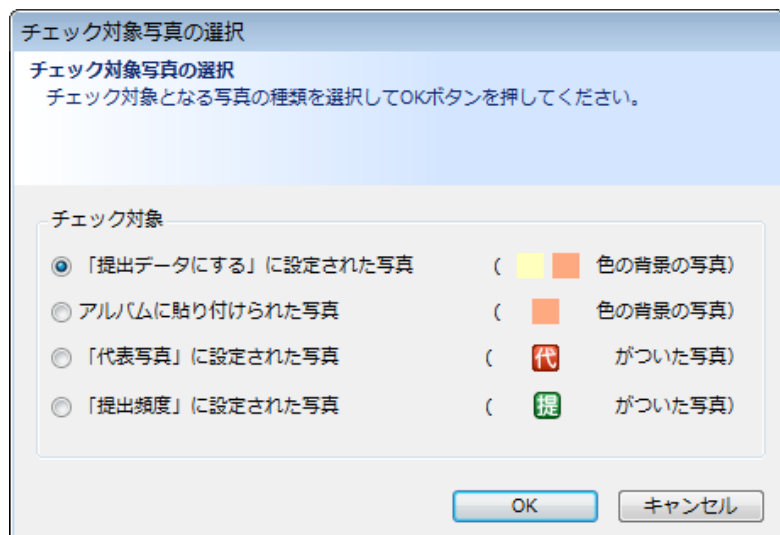 チェック対象写真の選択
チェック対象写真の選択
チェック対象となる写真の種類を選択してOKボタンを押してください。
チェック対象
「提出データにする」に設定された写真 ( 色の背景の写真)
アルバムに貼り付けられた写真 ( 色の背景の写真)
「代表写真」に設定された写真 ( 代 がついた写真)
「提出頻度」に設定された写真 ( 提 がついた写真)
OK キャンセル